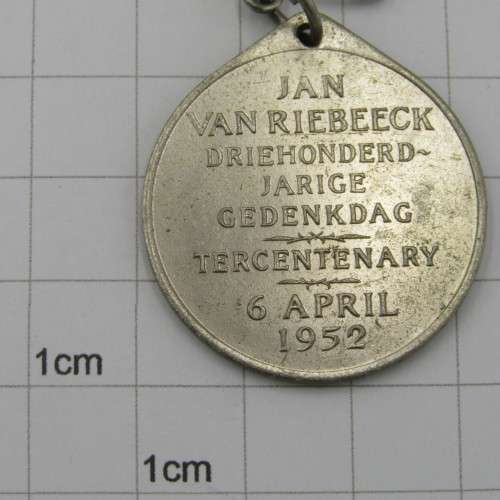 JAN
VAN RIEBEECK
DRIEHONDERD~
JARIGE
GEDENKDAG
TERCENTENARY
6 APRIL
1952
1cm
1cm